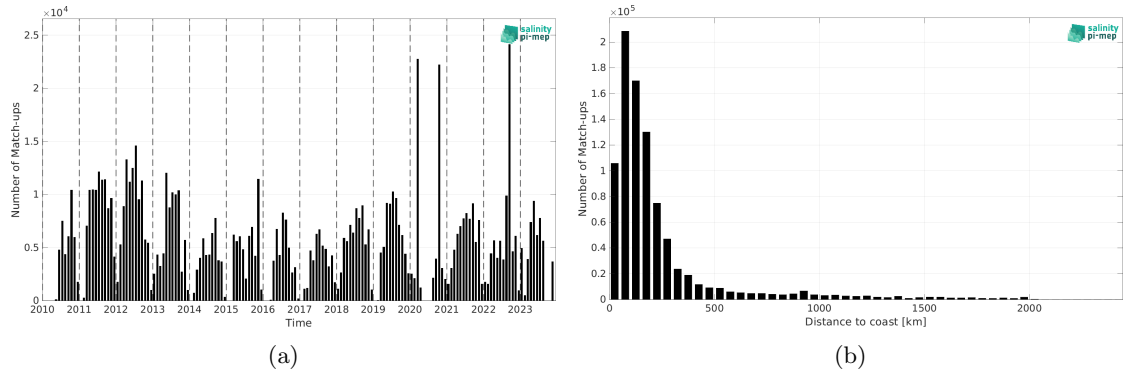 ×10⁴
salinity
pi-mep
2.5
2
1.5
1
0.5
0
Number of Match-ups
2010 2011 2012 2013 2014 2015 2016 2017 2018 2019 2020 2021 2022 2023
Time
(a)
×10⁵
salinity
pi-mep
2
1.8
1.6
1.4
1.2
1
0.8
0.6
0.4
0.2
0
Number of Match-ups
0 500 1000 1500 2000
Distance to coast [km]
(b)